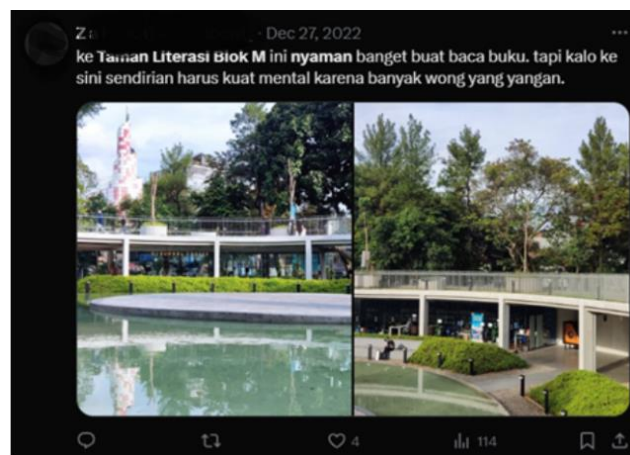 · Dec 27, 2022
ke Taman Literasi Blok M ini nyaman banget buat baca buku. tapi kalo ke
sini sendirian harus kuat mental karena banyak wong yang yangan.
4
114